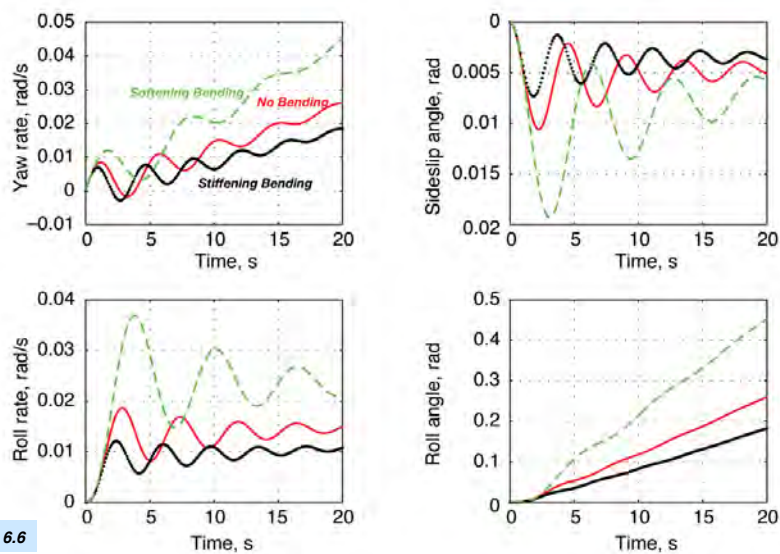 0.05
0.04
0.03
0.02
0.01
0
−0.01
Yaw rate, rad/s
Softening Bending
No Bending
Stiffening Bending
0 5 10 15 20
Time, s
0
0.005
0.01
0.015
0.02
Sideslip angle, rad
0 5 10 15 20
Time, s
0.04
0.03
0.02
0.01
0
Roll rate, rad/s
0 5 10 15 20
Time, s
0.5
0.4
0.3
0.2
0.1
0
Roll angle, rad
0 5 10 15 20
Time, s
6.6